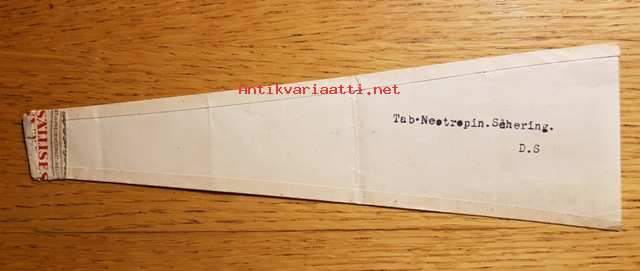 Antikvariaatti.net
Tab.Neotropin.Schering.
D.S